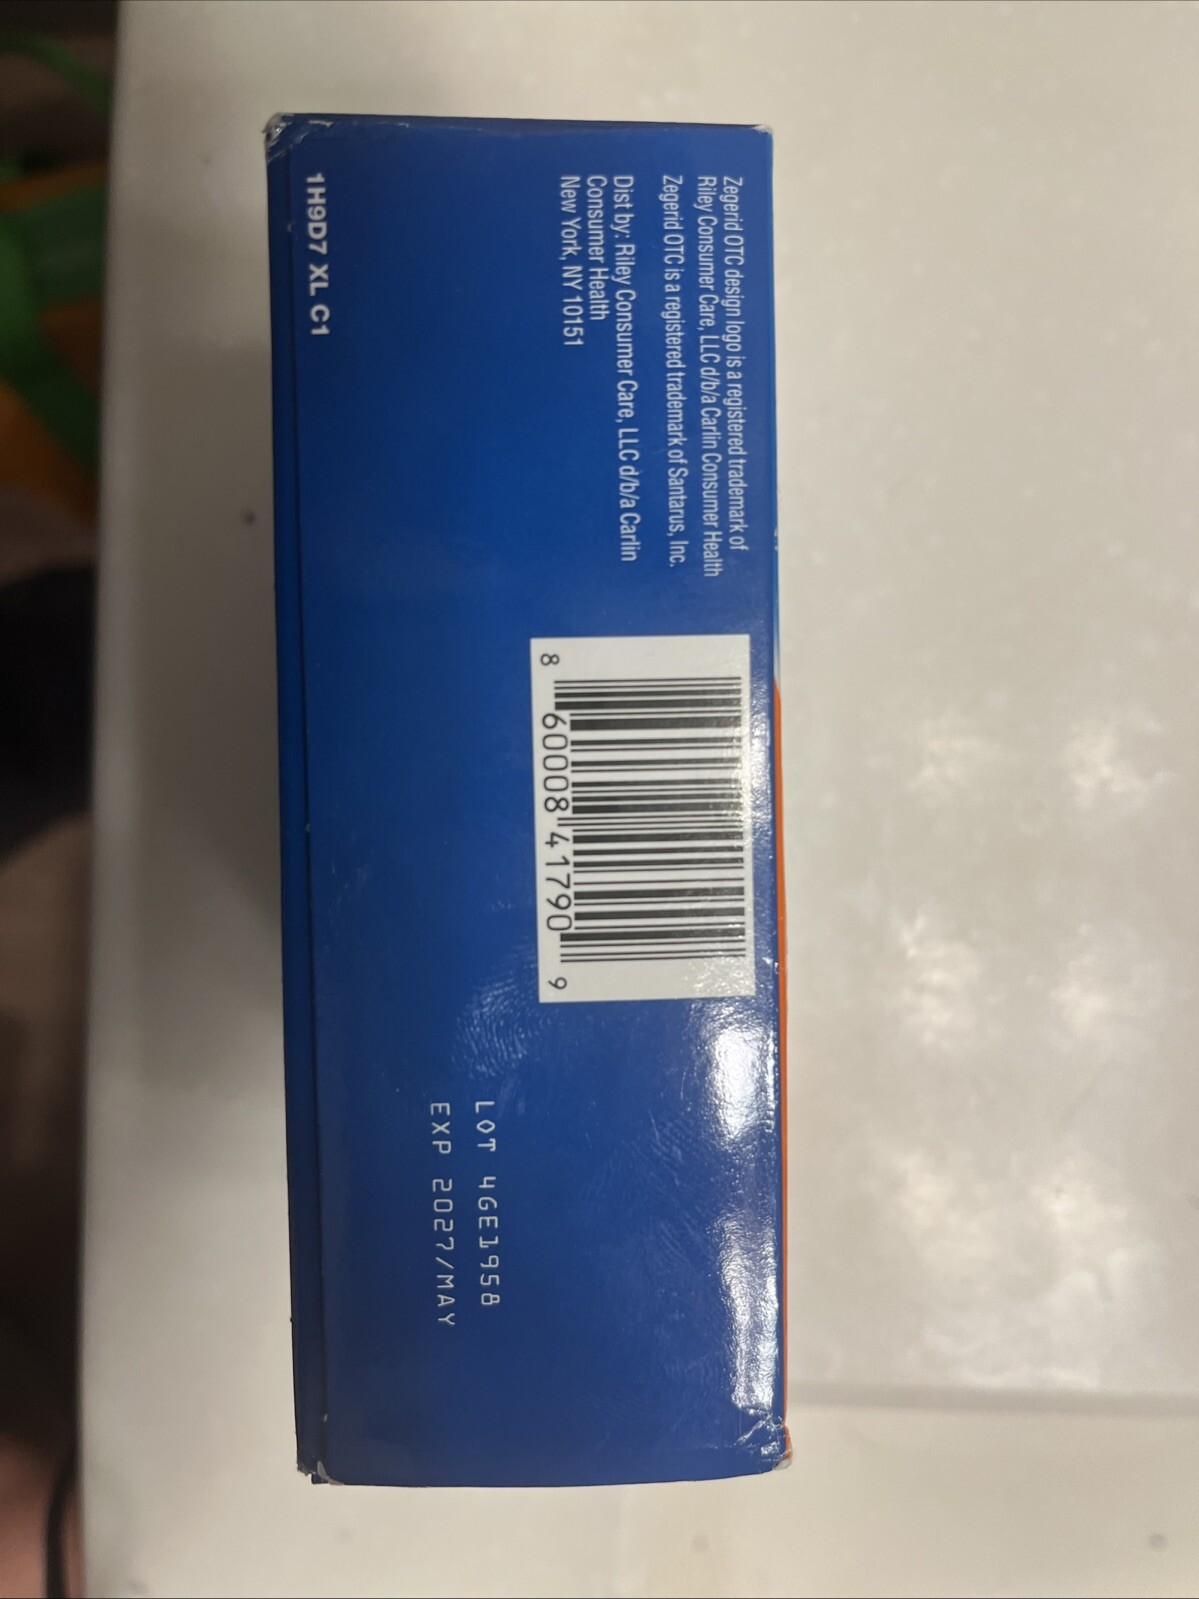 Zegerid OTC design logo is a registered trademark of
Riley Consumer Care, LLC d/b/a Carlin Consumer Health
Zegerid OTC is a registered trademark of Santarus, Inc.
Dist by: Riley Consumer Care, LLC d/b/a Carlin
Consumer Health
New York, NY 10151
8 60008 41790 9
LOT 4GE1958
EXP 2027/MAY
1H9D7 XL C1